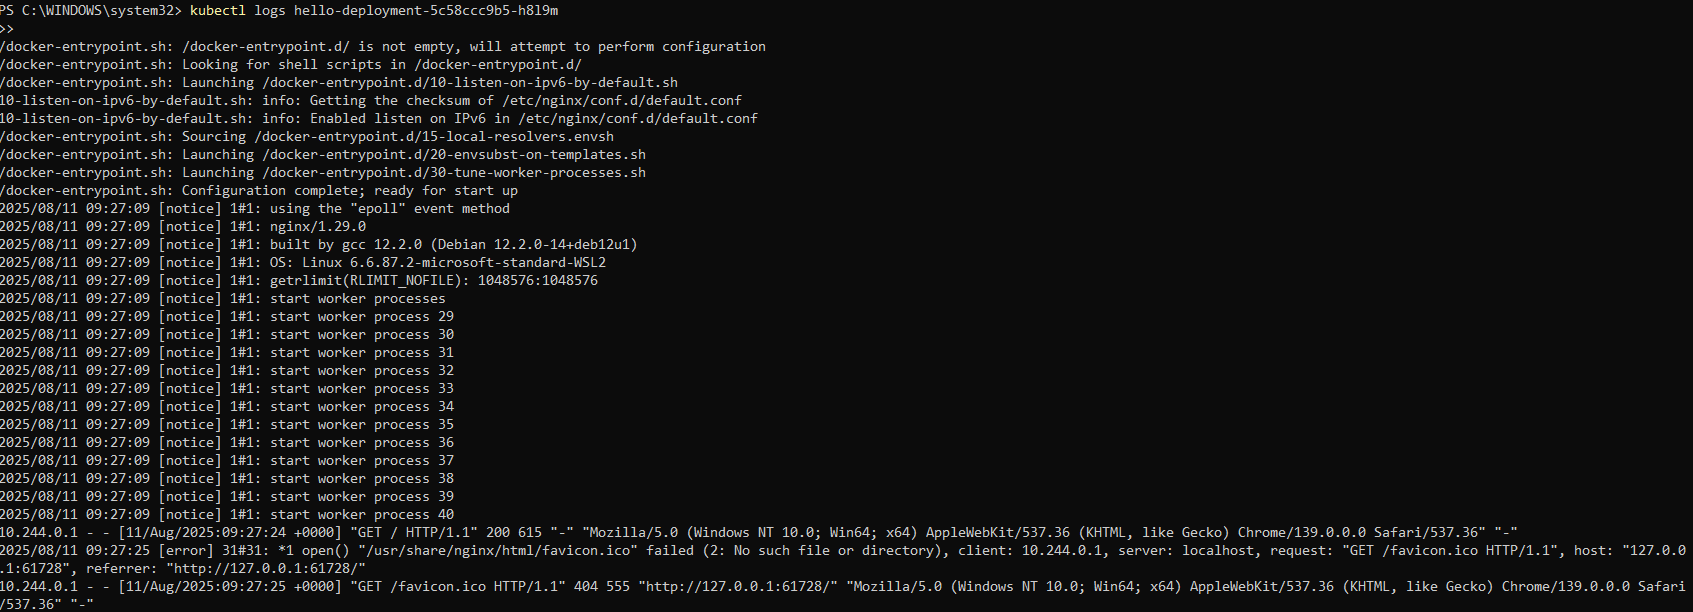 PS C:\WINDOWS\system32> kubectl logs hello-deployment-5c58ccc9b5-h8l9m
>>
/docker-entrypoint.sh: /docker-entrypoint.d/ is not empty, will attempt to perform configuration
/docker-entrypoint.sh: Looking for shell scripts in /docker-entrypoint.d/
/docker-entrypoint.sh: Launching /docker-entrypoint.d/10-listen-on-ipv6-by-default.sh
10-listen-on-ipv6-by-default.sh: info: Getting the checksum of /etc/nginx/conf.d/default.conf
10-listen-on-ipv6-by-default.sh: info: Enabled listen on IPv6 in /etc/nginx/conf.d/default.conf
/docker-entrypoint.sh: Sourcing /docker-entrypoint.d/15-local-resolvers.envsh
/docker-entrypoint.sh: Launching /docker-entrypoint.d/20-envsubst-on-templates.sh
/docker-entrypoint.sh: Launching /docker-entrypoint.d/30-tune-worker-processes.sh
/docker-entrypoint.sh: Configuration complete; ready for start up
2025/08/11 09:27:09 [notice] 1#1: using the "epoll" event method
2025/08/11 09:27:09 [notice] 1#1: nginx/1.29.0
2025/08/11 09:27:09 [notice] 1#1: built by gcc 12.2.0 (Debian 12.2.0-14+deb12u1)
2025/08/11 09:27:09 [notice] 1#1: OS: Linux 6.6.87.2-microsoft-standard-WSL2
2025/08/11 09:27:09 [notice] 1#1: getrlimit(RLIMIT_NOFILE): 1048576:1048576
2025/08/11 09:27:09 [notice] 1#1: start worker processes
2025/08/11 09:27:09 [notice] 1#1: start worker process 29
2025/08/11 09:27:09 [notice] 1#1: start worker process 30
2025/08/11 09:27:09 [notice] 1#1: start worker process 31
2025/08/11 09:27:09 [notice] 1#1: start worker process 32
2025/08/11 09:27:09 [notice] 1#1: start worker process 33
2025/08/11 09:27:09 [notice] 1#1: start worker process 34
2025/08/11 09:27:09 [notice] 1#1: start worker process 35
2025/08/11 09:27:09 [notice] 1#1: start worker process 36
2025/08/11 09:27:09 [notice] 1#1: start worker process 37
2025/08/11 09:27:09 [notice] 1#1: start worker process 38
2025/08/11 09:27:09 [notice] 1#1: start worker process 39
2025/08/11 09:27:09 [notice] 1#1: start worker process 40
10.244.0.1 - - [11/Aug/2025:09:27:24 +0000] "GET / HTTP/1.1" 200 615 "-" "Mozilla/5.0 (Windows NT 10.0; Win64; x64) AppleWebKit/537.36 (KHTML, like Gecko) Chrome/139.0.0.0 Safari/537.36" "-"
2025/08/11 09:27:25 [error] 31#31: *1 open() "/usr/share/nginx/html/favicon.ico" failed (2: No such file or directory), client: 10.244.0.1, server: localhost, request: "GET /favicon.ico HTTP/1.1", host: "127.0.0
.1:61728", referrer: "http://127.0.0.1:61728/"
10.244.0.1 - - [11/Aug/2025:09:27:25 +0000] "GET /favicon.ico HTTP/1.1" 404 555 "http://127.0.0.1:61728/" "Mozilla/5.0 (Windows NT 10.0; Win64; x64) AppleWebKit/537.36 (KHTML, like Gecko) Chrome/139.0.0.0 Safari
/537.36" "-"